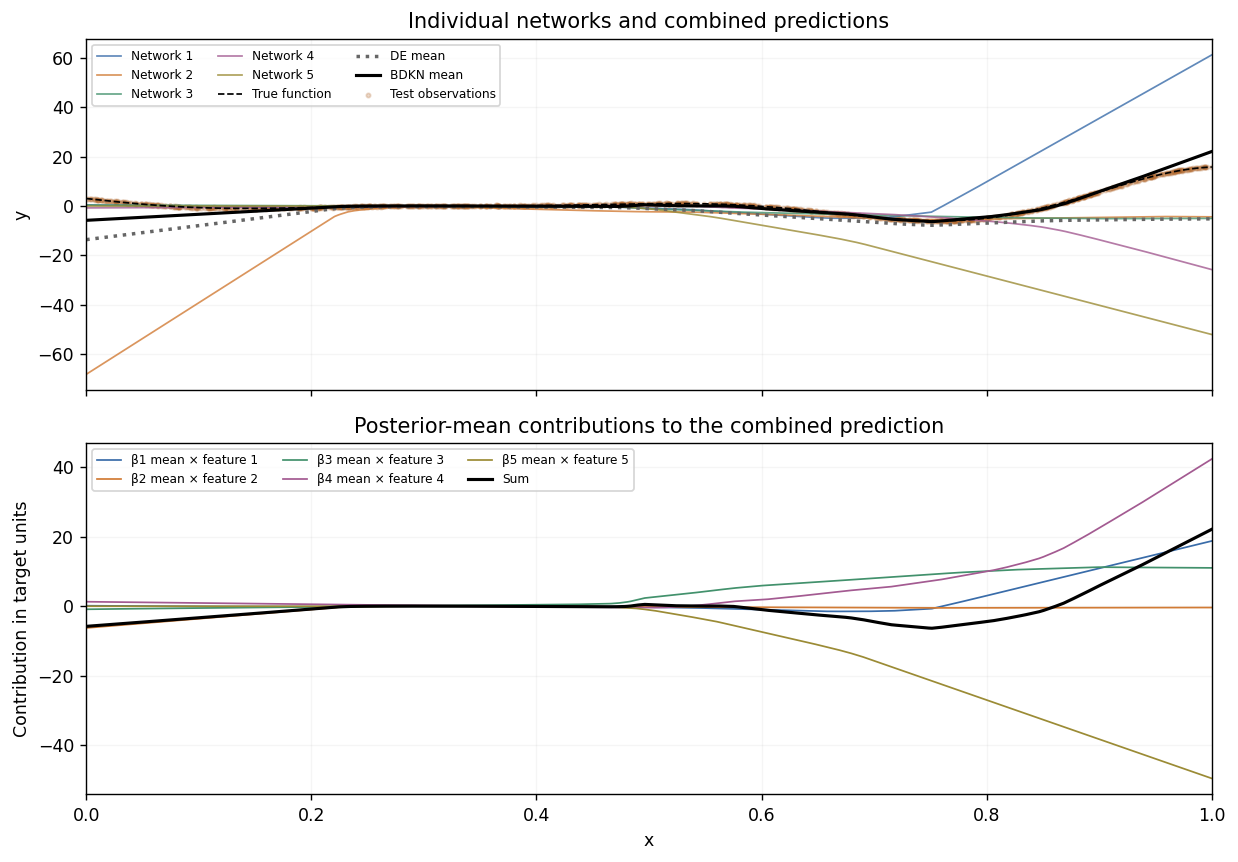 Individual networks and combined predictions
60
40
20
0
−20
−40
−60
y
Network 1
Network 2
Network 3
Network 4
Network 5
True function
DE mean
BDKN mean
Test observations
Posterior-mean contributions to the combined prediction
40
20
0
−20
−40
Contribution in target units
β1 mean × feature 1
β2 mean × feature 2
β3 mean × feature 3
β4 mean × feature 4
β5 mean × feature 5
Sum
0.0 0.2 0.4 0.6 0.8 1.0
x